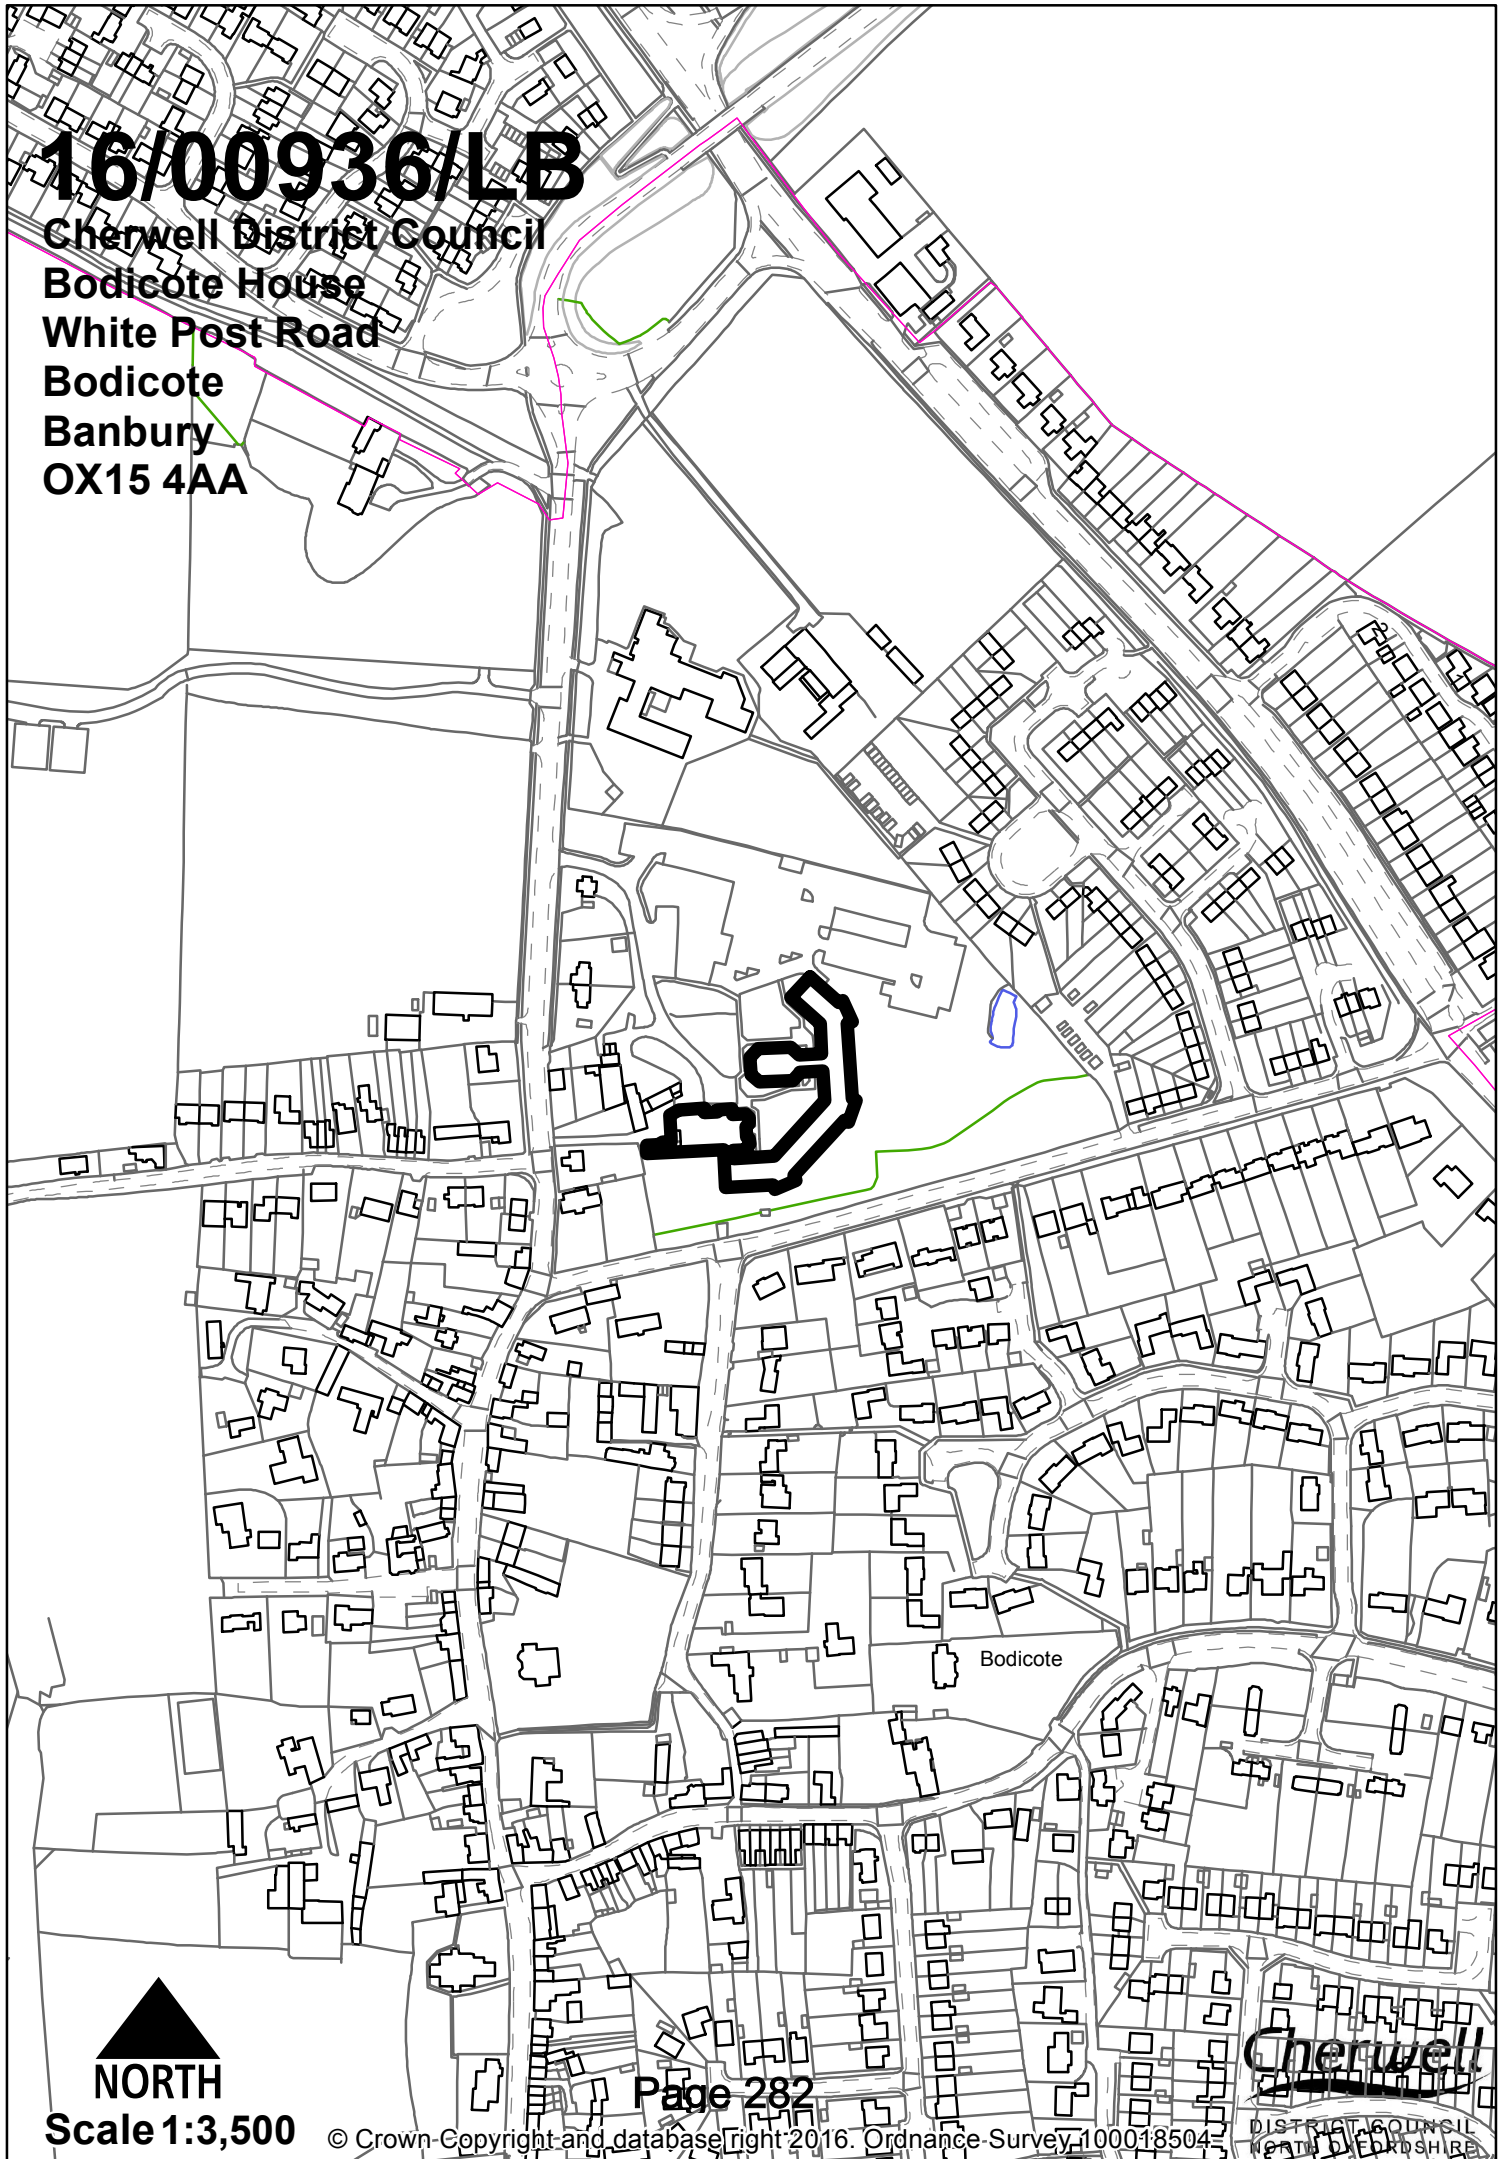 16/00936/LB
Cherwell District Council
Bodicote House
White Post Road
Bodicote
Banbury
OX15 4AA
Bodicote
NORTH
Scale 1:3,500
Page 282
© Crown Copyright and database right 2016. Ordnance Survey 100018504
Cherwell
DISTRICT COUNCIL
NORTH OXFORDSHIRE